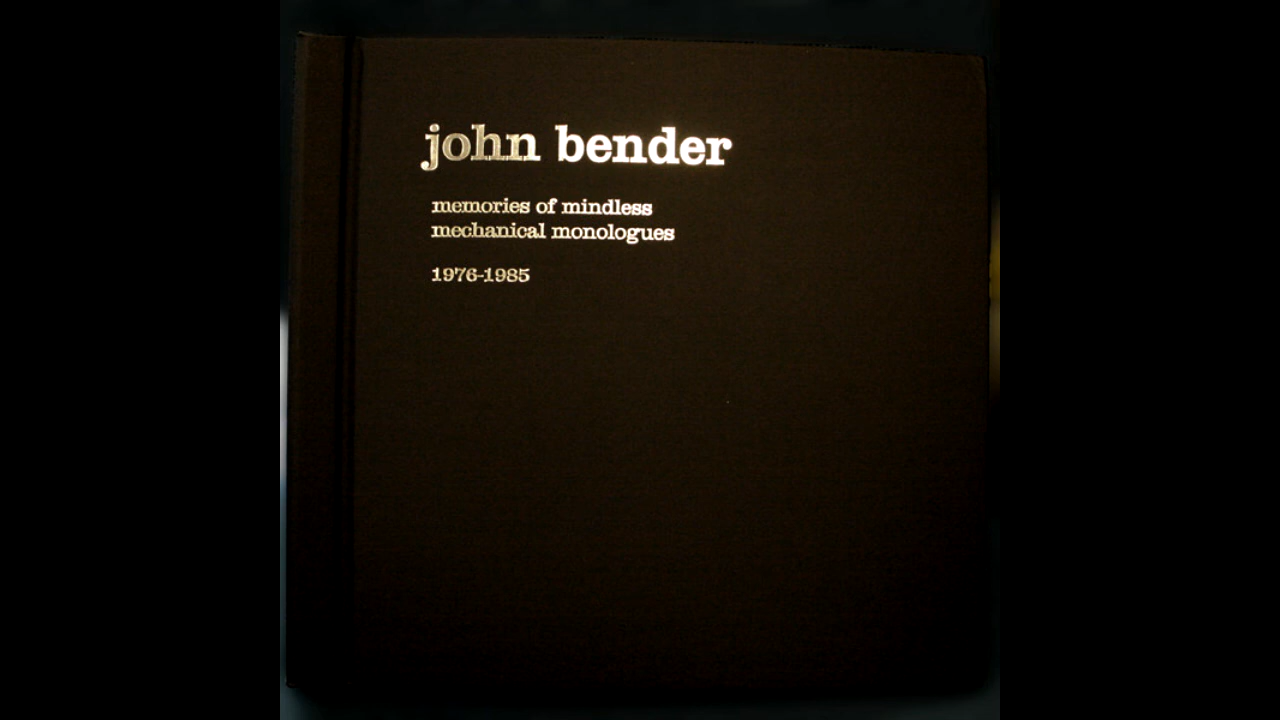 john bender
memories of mindless
mechanical monologues
1976-1985